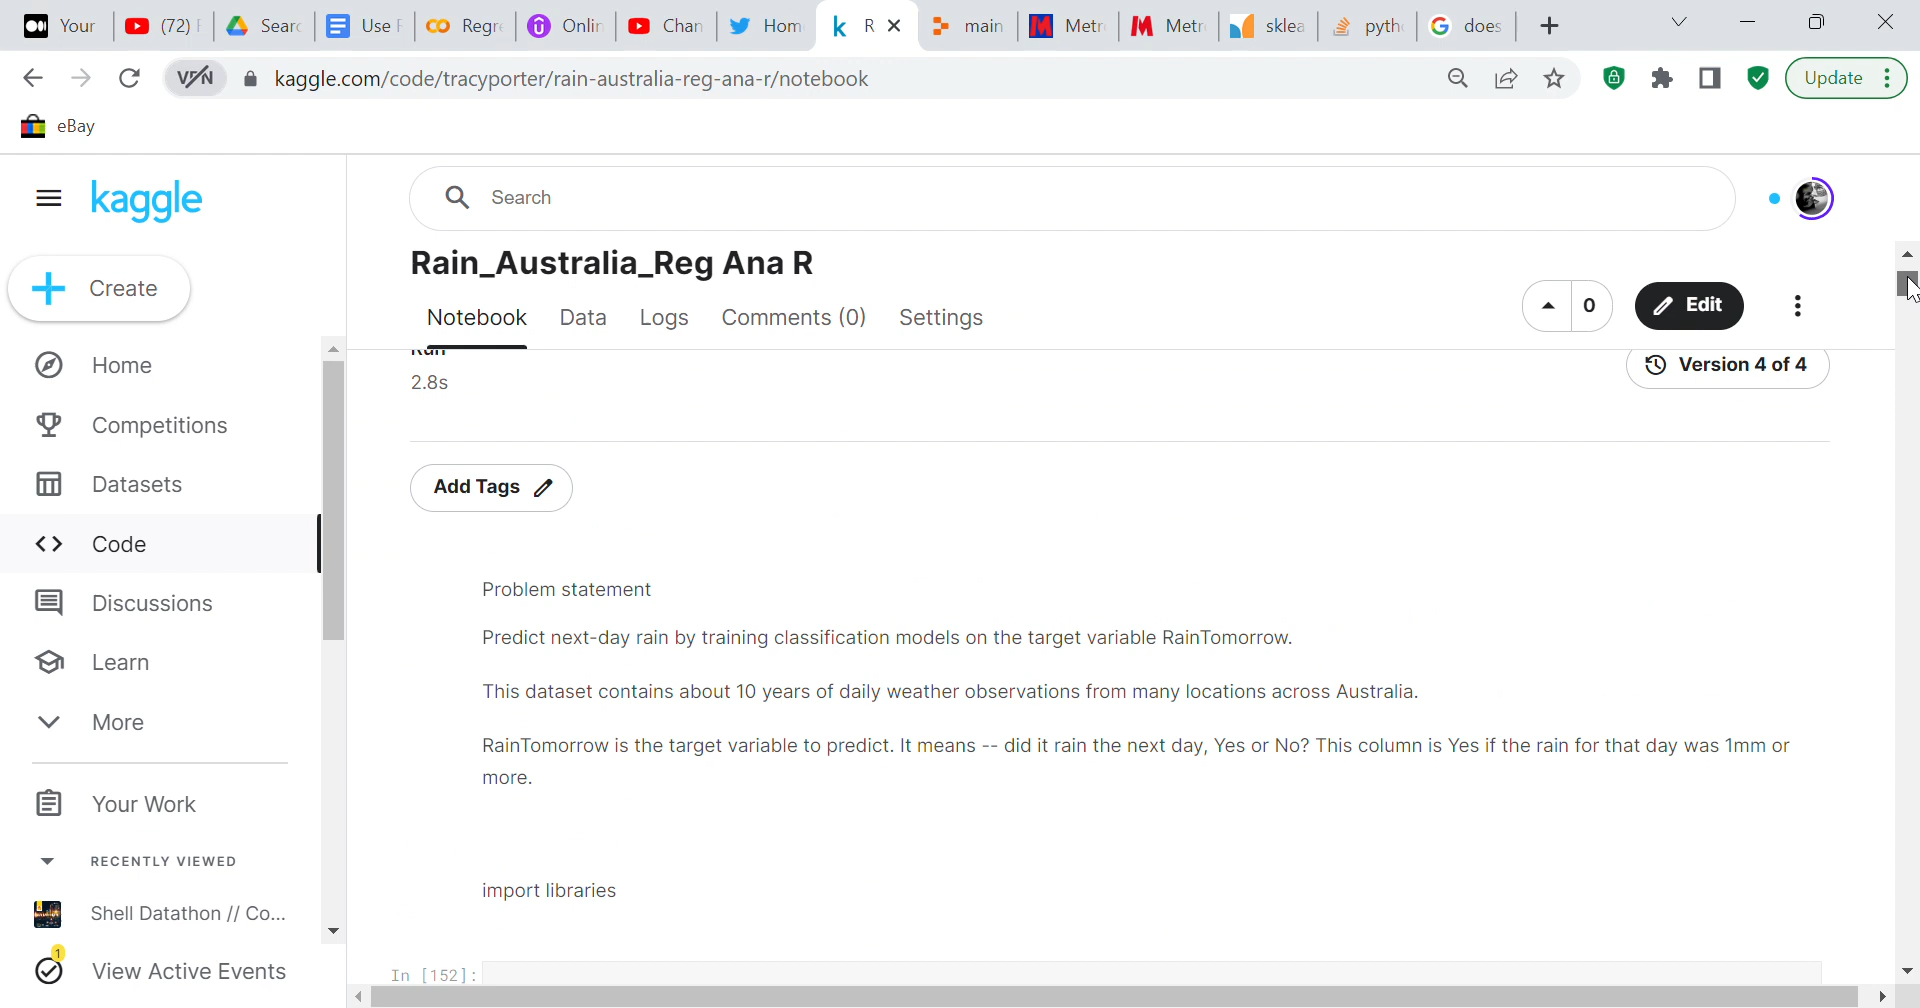 Your
(72)
Searc
Use F
Regre
Onlin
Chan
Hom
R
main
Metr
Metr
sklea
pyth
does
VPN
kaggle.com/code/tracyporter/rain-australia-reg-ana-r/notebook
Update
eBay
kaggle
Search
Create
Rain_Australia_Reg Ana R
Notebook
Data
Logs
Comments (0)
Settings
0
Edit
Run
2.8s
Version 4 of 4
Home
Competitions
Datasets
Code
Discussions
Learn
More
Your Work
RECENTLY VIEWED
Shell Datathon // Co...
1
View Active Events
Add Tags
Problem statement
Predict next-day rain by training classification models on the target variable RainTomorrow.
This dataset contains about 10 years of daily weather observations from many locations across Australia.
RainTomorrow is the target variable to predict. It means -- did it rain the next day, Yes or No? This column is Yes if the rain for that day was 1mm or
more.
import libraries
In [152]: